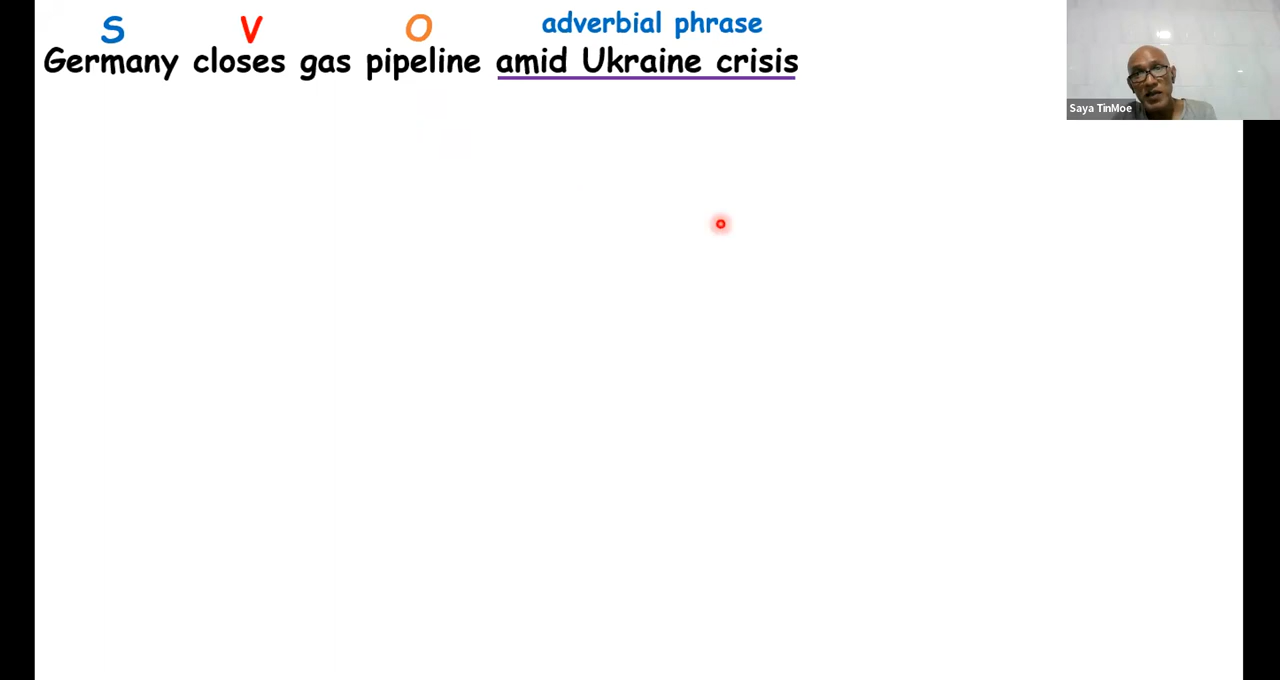 S V O adverbial phrase
Germany closes gas pipeline amid Ukraine crisis
Saya TinMoe